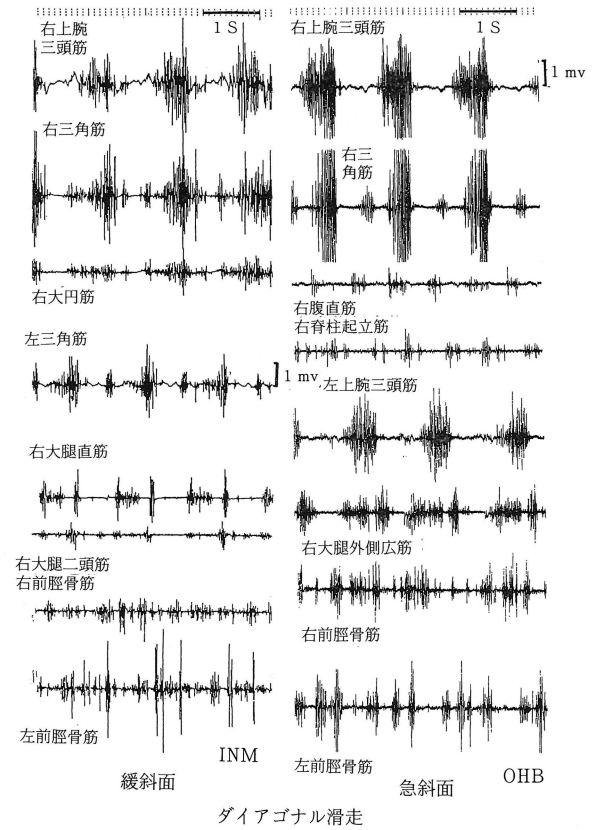 1 S
右上腕
三頭筋
右三角筋
右大円筋
左三角筋
1 mv
右大腿直筋
右大腿二頭筋
右前脛骨筋
左前脛骨筋
INM
緩斜面
1 S
右上腕三頭筋
1 mv
右三
角筋
右腹直筋
右脊柱起立筋
左上腕三頭筋
右大腿外側広筋
右前脛骨筋
左前脛骨筋
OHB
急斜面
ダイアゴナル滑走